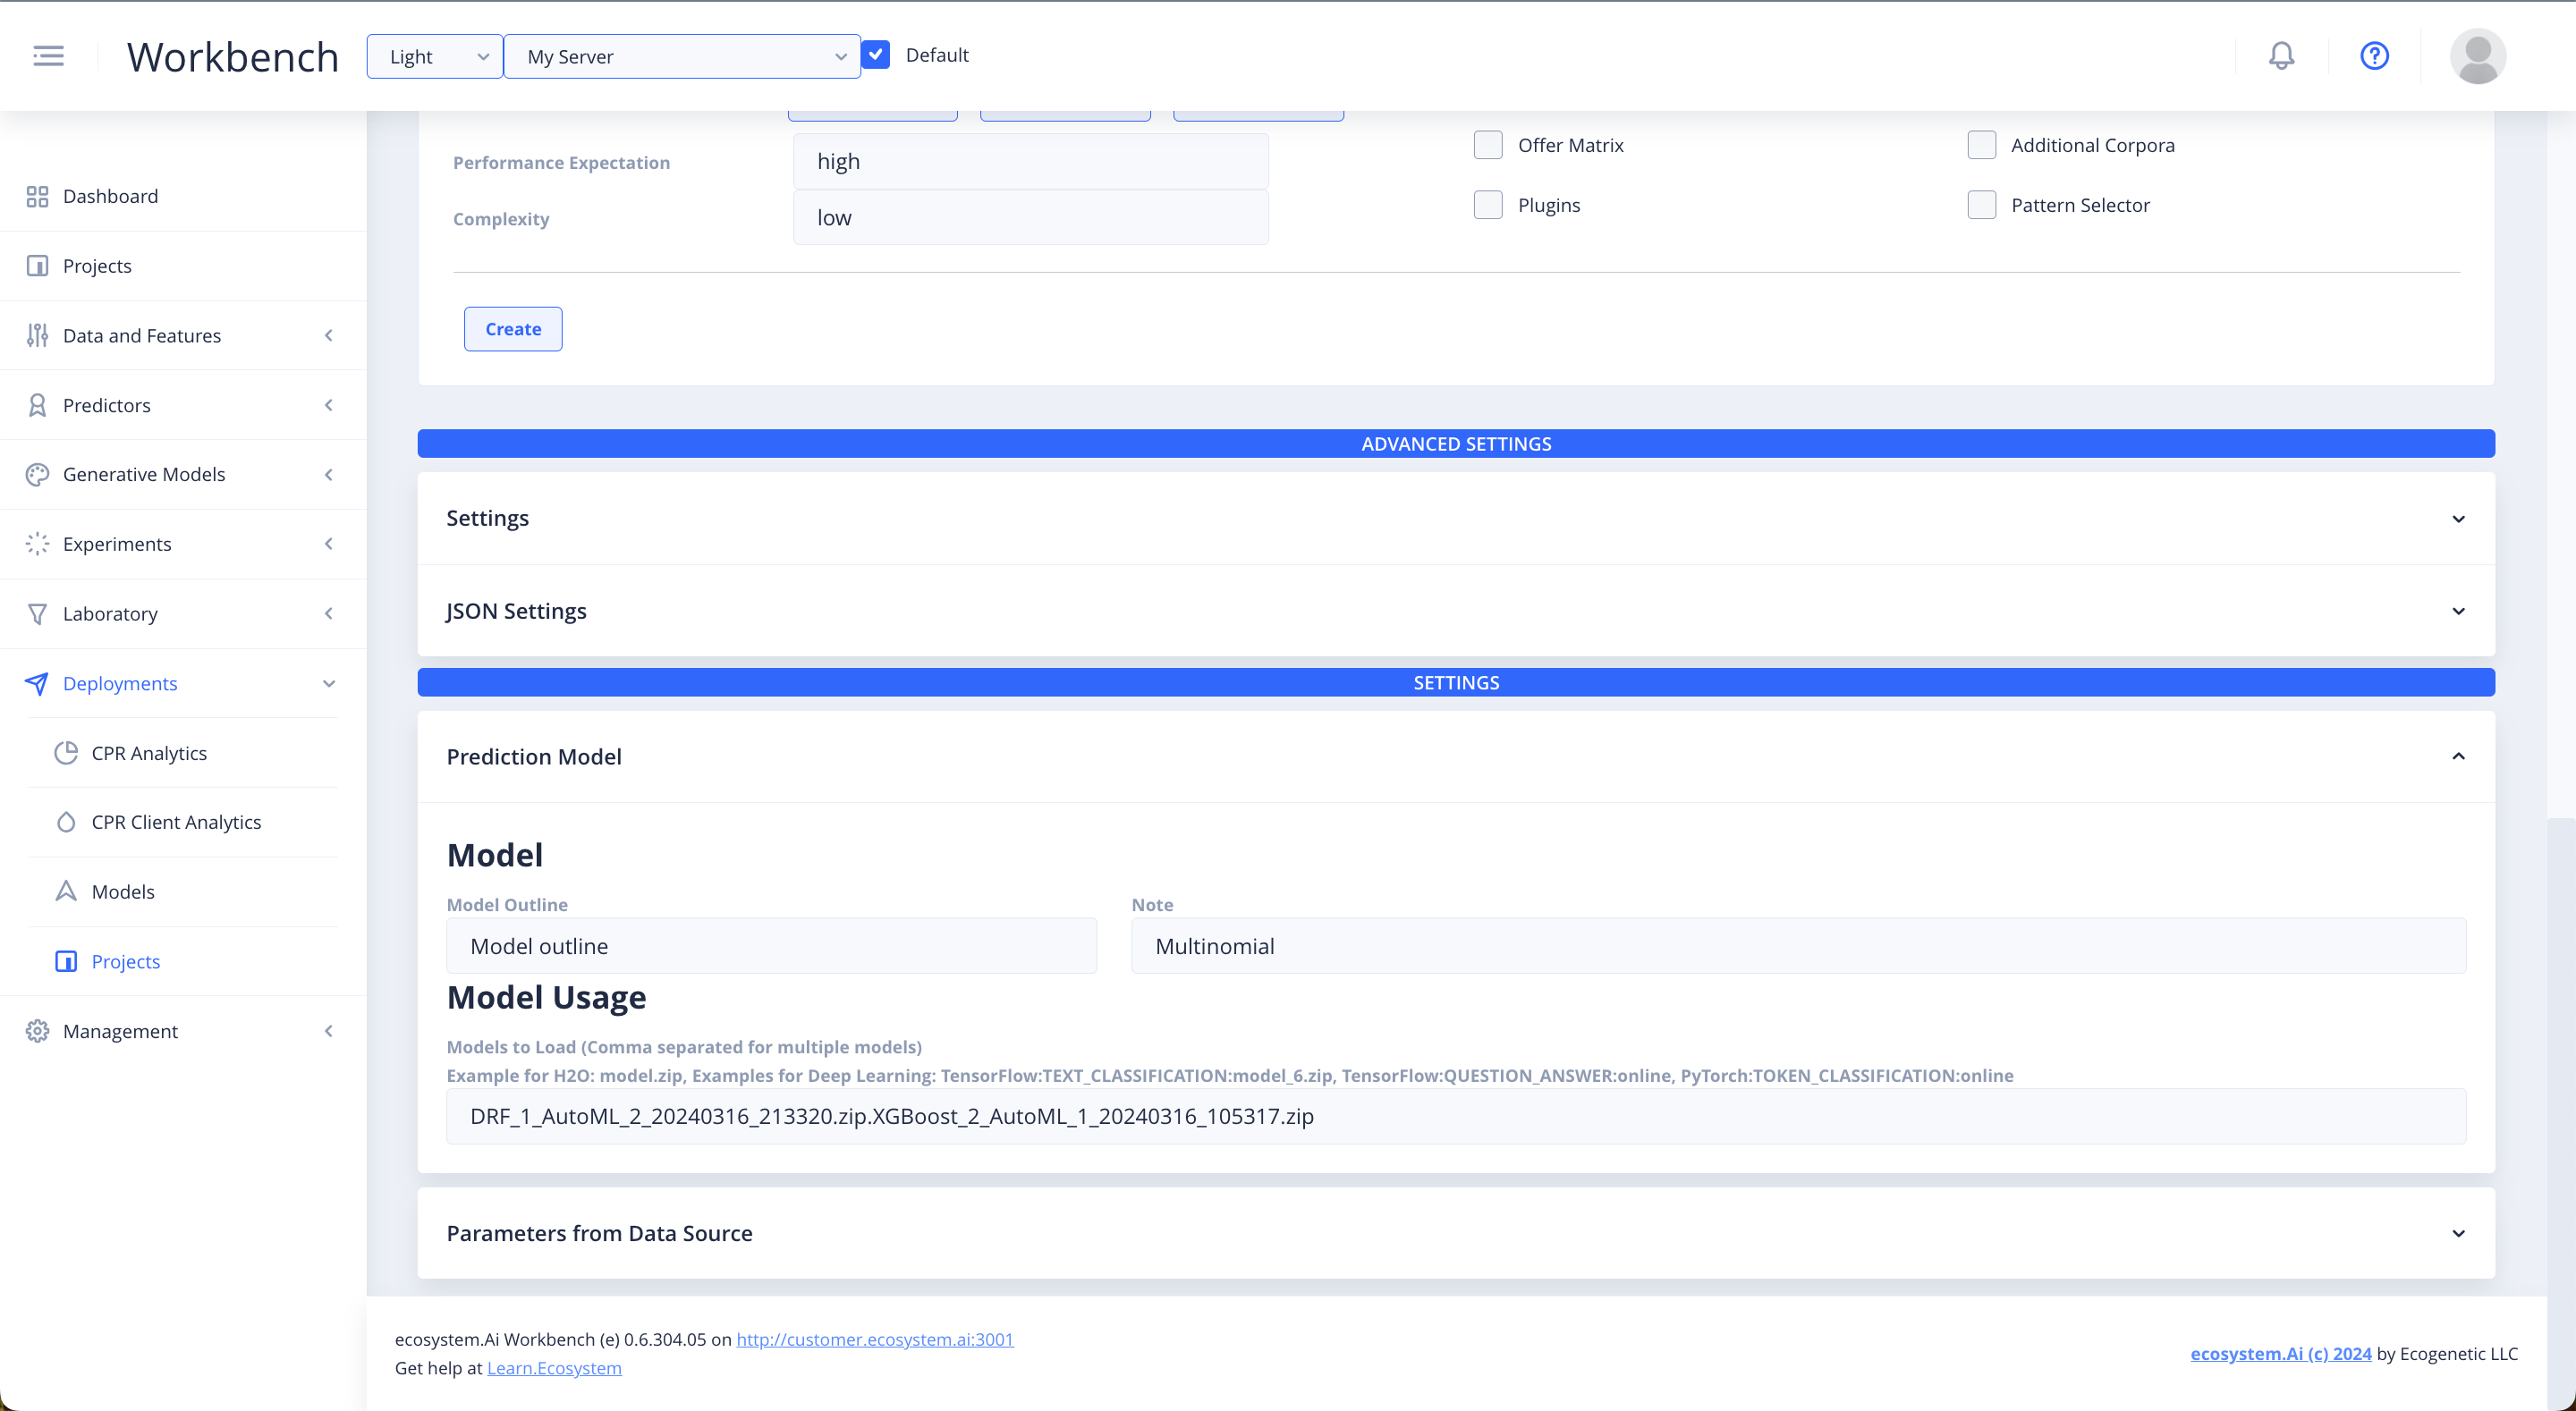 Workbench
Light
My Server
Default
Dashboard
Projects
Data and Features
Predictors
Generative Models
Experiments
Laboratory
Deployments
CPR Analytics
CPR Client Analytics
Models
Projects
Management
Performance Expectation
high
Complexity
low
Offer Matrix
Additional Corpora
Plugins
Pattern Selector
Create
ADVANCED SETTINGS
Settings
JSON Settings
SETTINGS
Prediction Model
Model
Model Outline
Note
Model outline
Multinomial
Model Usage
Models to Load (Comma separated for multiple models)
Example for H2O: model.zip, Examples for Deep Learning: TensorFlow:TEXT_CLASSIFICATION:model_6.zip, TensorFlow:QUESTION_ANSWER:online, PyTorch:TOKEN_CLASSIFICATION:online
DRF_1_AutoML_2_20240316_213320.zip.XGBoost_2_AutoML_1_20240316_105317.zip
Parameters from Data Source
ecosystem.Ai Workbench (e) 0.6.304.05 on http://customer.ecosystem.ai:3001
Get help at Learn.Ecosystem
ecosystem.Ai (c) 2024 by Ecogenetic LLC